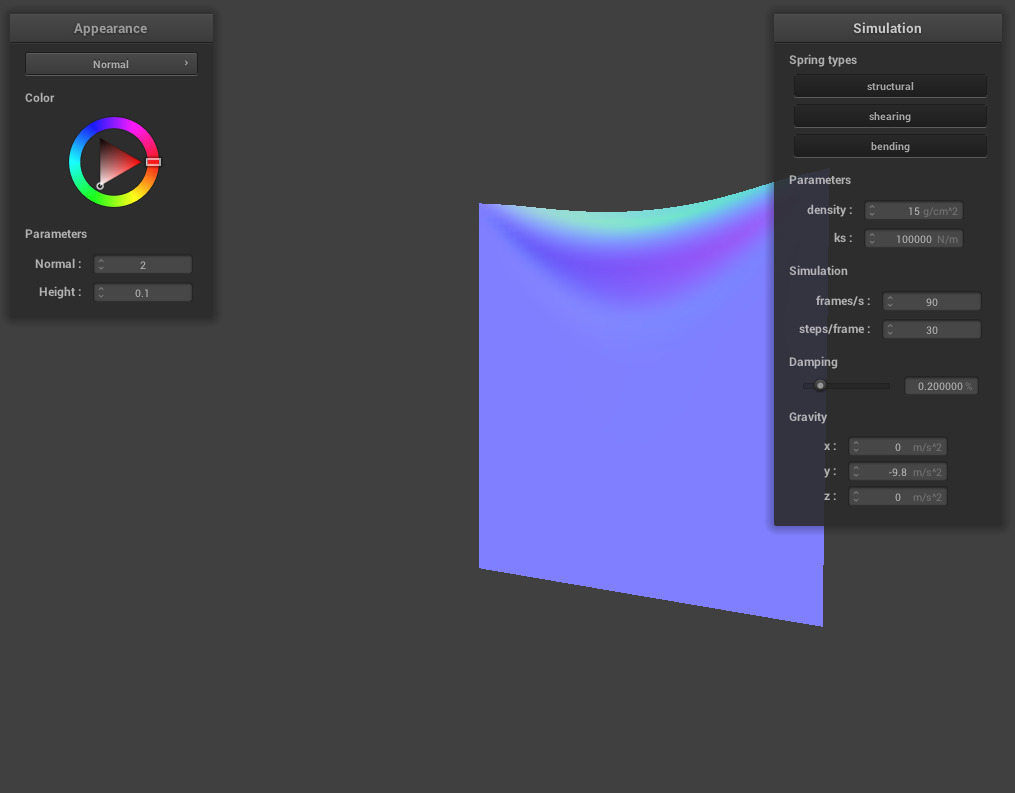 Appearance
Normal ›
Color
Parameters
Normal : 2
Height : 0.1
Simulation
Spring types
structural
shearing
bending
Parameters
density : 15 g/cm^2
ks : 100000 N/m
Simulation
frames/s : 90
steps/frame : 30
Damping
0.200000 %
Gravity
x : 0 m/s^2
y : -9.8 m/s^2
z : 0 m/s^2